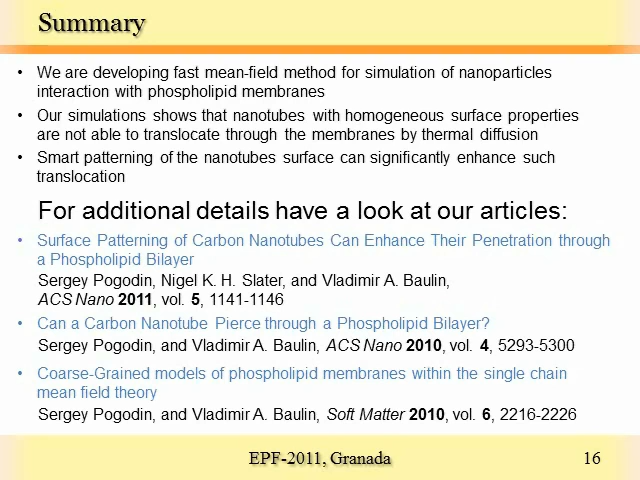 Summary
• We are developing fast mean-field method for simulation of nanoparticles
interaction with phospholipid membranes
• Our simulations shows that nanotubes with homogeneous surface properties
are not able to translocate through the membranes by thermal diffusion
• Smart patterning of the nanotubes surface can significantly enhance such
translocation
For additional details have a look at our articles:
• Surface Patterning of Carbon Nanotubes Can Enhance Their Penetration through
a Phospholipid Bilayer
Sergey Pogodin, Nigel K. H. Slater, and Vladimir A. Baulin,
ACS Nano 2011, vol. 5, 1141-1146
• Can a Carbon Nanotube Pierce through a Phospholipid Bilayer?
Sergey Pogodin, and Vladimir A. Baulin, ACS Nano 2010, vol. 4, 5293-5300
• Coarse-Grained models of phospholipid membranes within the single chain
mean field theory
Sergey Pogodin, and Vladimir A. Baulin, Soft Matter 2010, vol. 6, 2216-2226
EPF-2011, Granada 16